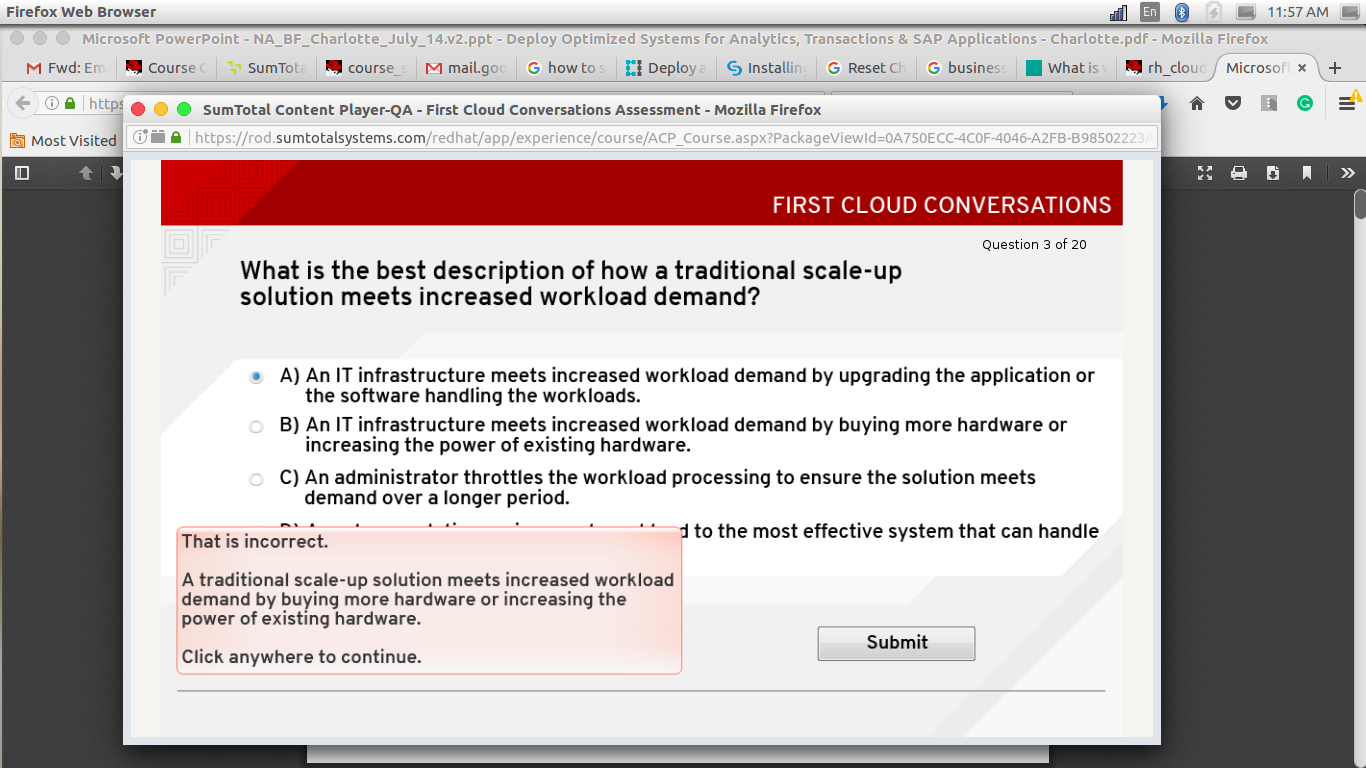 Firefox Web Browser
En
11:57 AM
Microsoft PowerPoint - NA_BF_Charlotte_July_14.v2.ppt - Deploy Optimized Systems for Analytics, Transactions & SAP Applications - Charlotte.pdf - Mozilla Firefox
Fwd: Em
Course
SumTota
course_s
mail.goo
how to s
Deploy a
Installin
Reset Ch
business
What is
rh_cloud
Microsof
https
SumTotal Content Player-QA - First Cloud Conversations Assessment - Mozilla Firefox
https://rod.sumtotalsystems.com/redhat/app/experience/course/ACP_Course.aspx?PackageViewId=0A750ECC-4C0F-4046-A2FB-B98502223A
Most Visited
FIRST CLOUD CONVERSATIONS
Question 3 of 20
What is the best description of how a traditional scale-up
solution meets increased workload demand?
A) An IT infrastructure meets increased workload demand by upgrading the application or
the software handling the workloads.
B) An IT infrastructure meets increased workload demand by buying more hardware or
increasing the power of existing hardware.
C) An administrator throttles the workload processing to ensure the solution meets
demand over a longer period.
to the most effective system that can handle
That is incorrect.
A traditional scale-up solution meets increased workload
demand by buying more hardware or increasing the
power of existing hardware.
Click anywhere to continue.
Submit